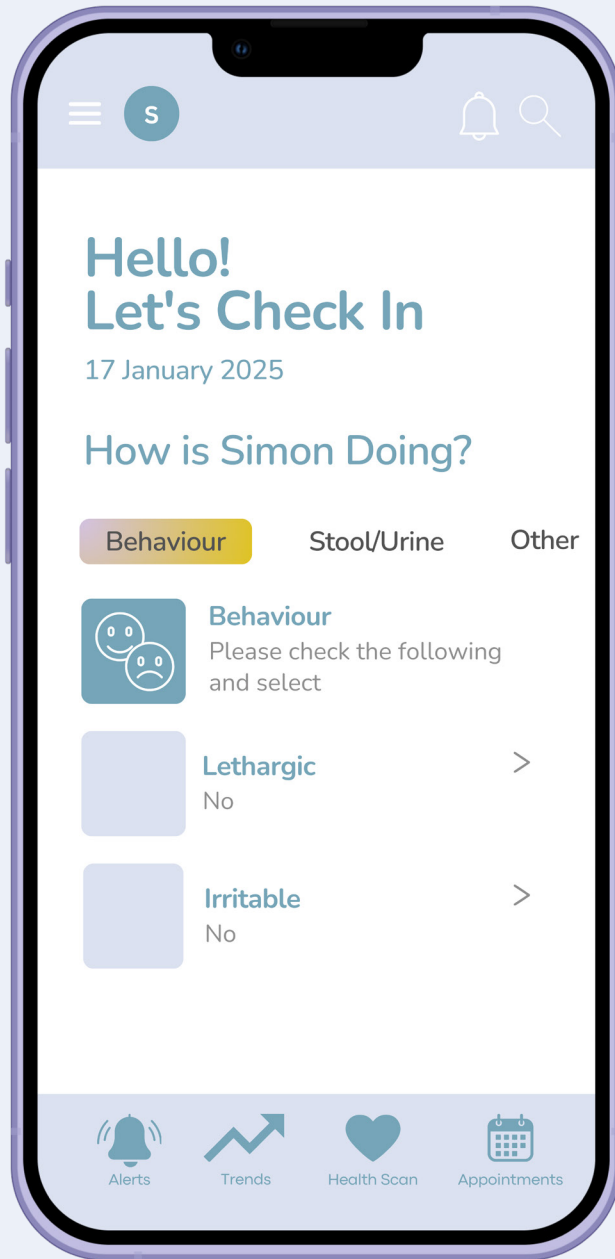 S
Hello!
Let's Check In
17 January 2025
How is Simon Doing?
Behaviour Stool/Urine Other
Behaviour
Please check the following
and select
Lethargic
No
Irritable
No
Alerts Trends Health Scan Appointments